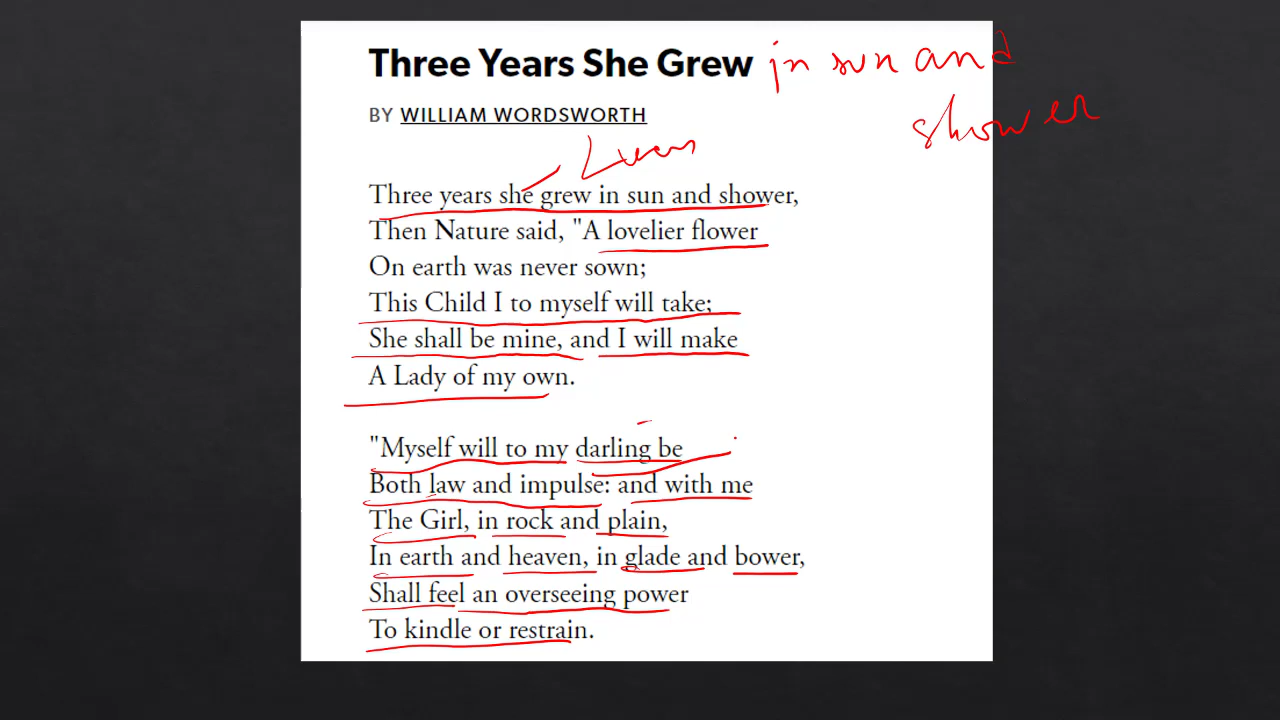 Three Years She Grew in sun and
shower
BY WILLIAM WORDSWORTH
Three years she grew in sun and shower,
Then Nature said, "A lovelier flower
On earth was never sown;
This Child I to myself will take;
She shall be mine, and I will make
A Lady of my own.
"Myself will to my darling be
Both law and impulse: and with me
The Girl, in rock and plain,
In earth and heaven, in glade and bower,
Shall feel an overseeing power
To kindle or restrain.